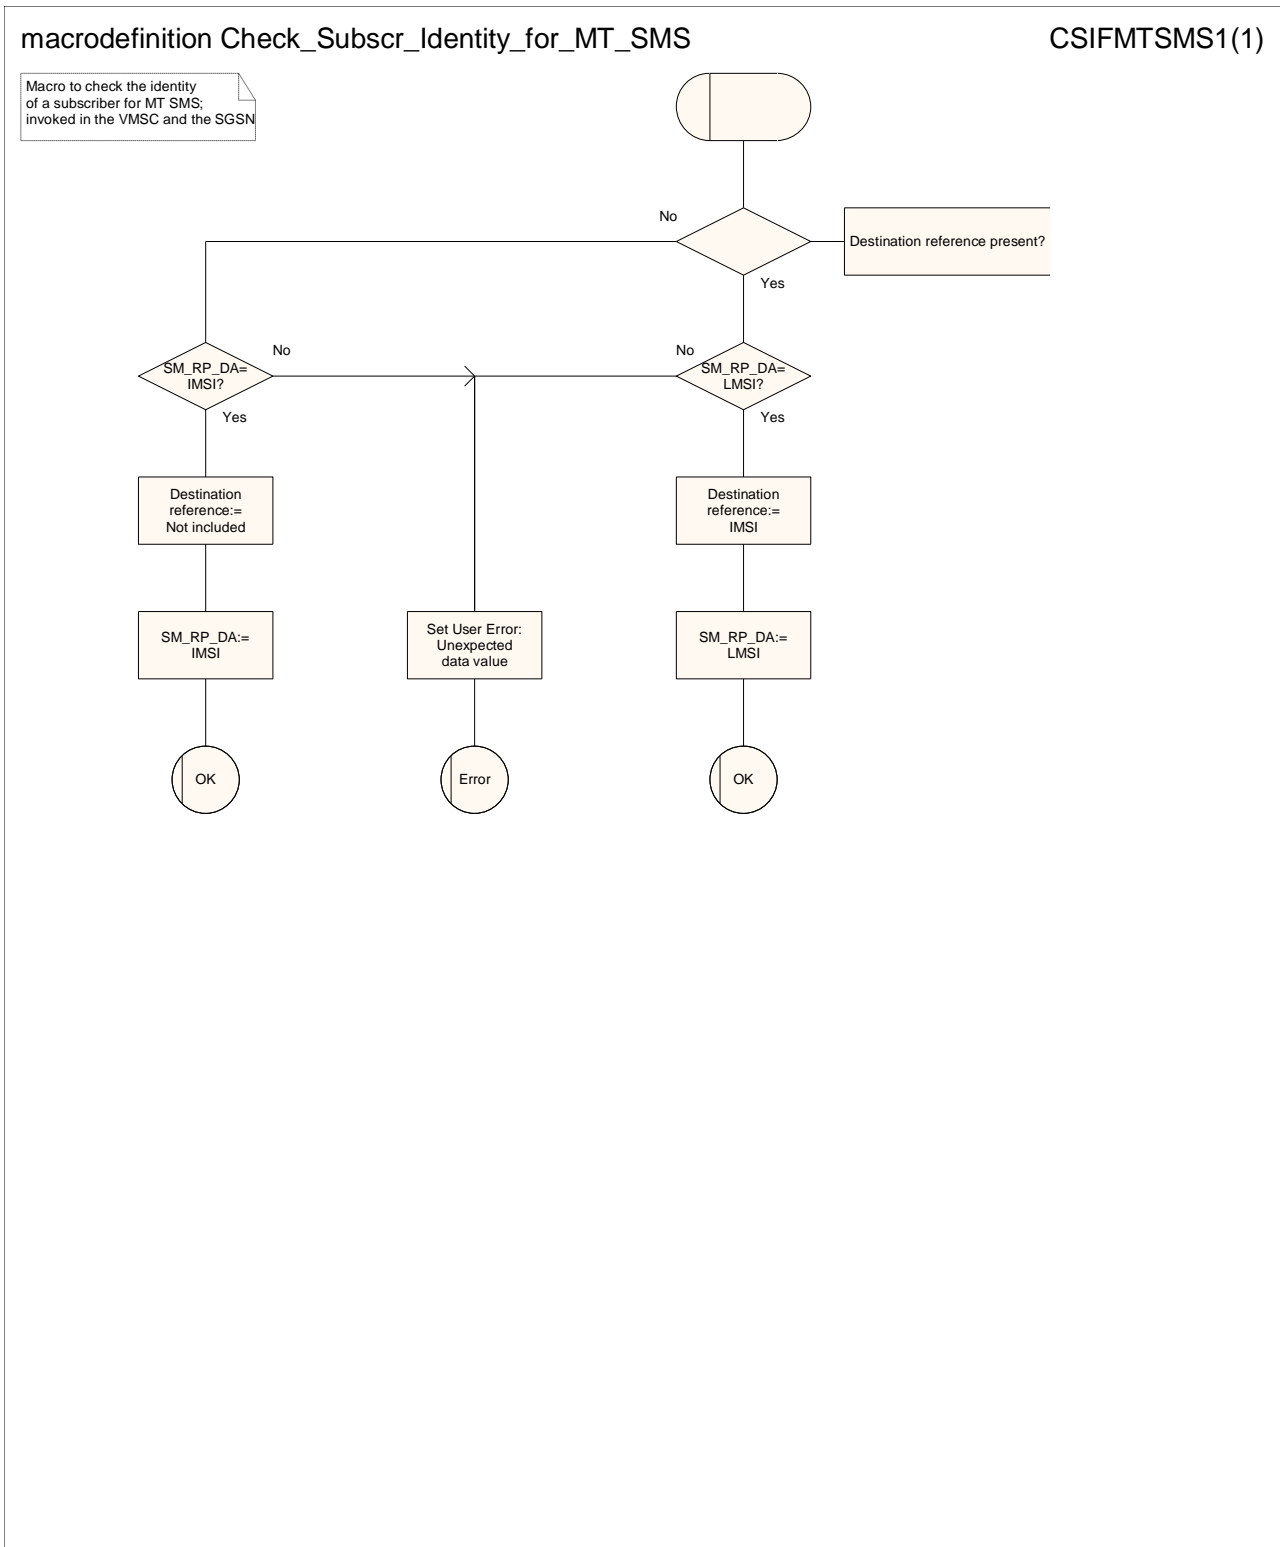 macrodefinition Check_Subscr_Identity_for_MT_SMS
CSIFMTSMS1(1)
Macro to check the identity
of a subscriber for MT SMS;
invoked in the VMSC and the SGSN
No
Destination reference present?
Yes
No
No
SM_RP_DA=
IMSI?
SM_RP_DA=
LMSI?
Yes
Yes
Destination
reference:=
Not included
Destination
reference:=
IMSI
SM_RP_DA:=
IMSI
Set User Error:
Unexpected
data value
SM_RP_DA:=
LMSI
OK
Error
OK